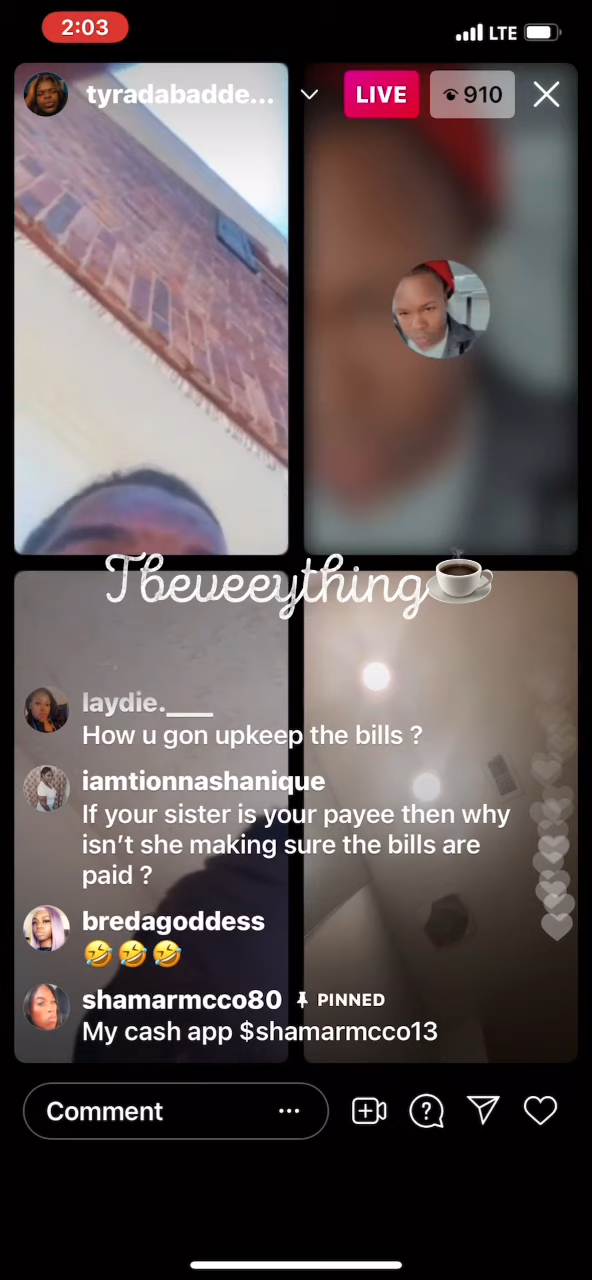 2:03
LTE
tyradabadde...
LIVE
910
Tbeveeything
laydie.____
How u gon upkeep the bills ?
iamtionnashanique
If your sister is your payee then why
isn't she making sure the bills are
paid ?
bredagoddess
🤣🤣🤣
shamarmcco80 PINNED
My cash app $shamarmcco13
Comment ...